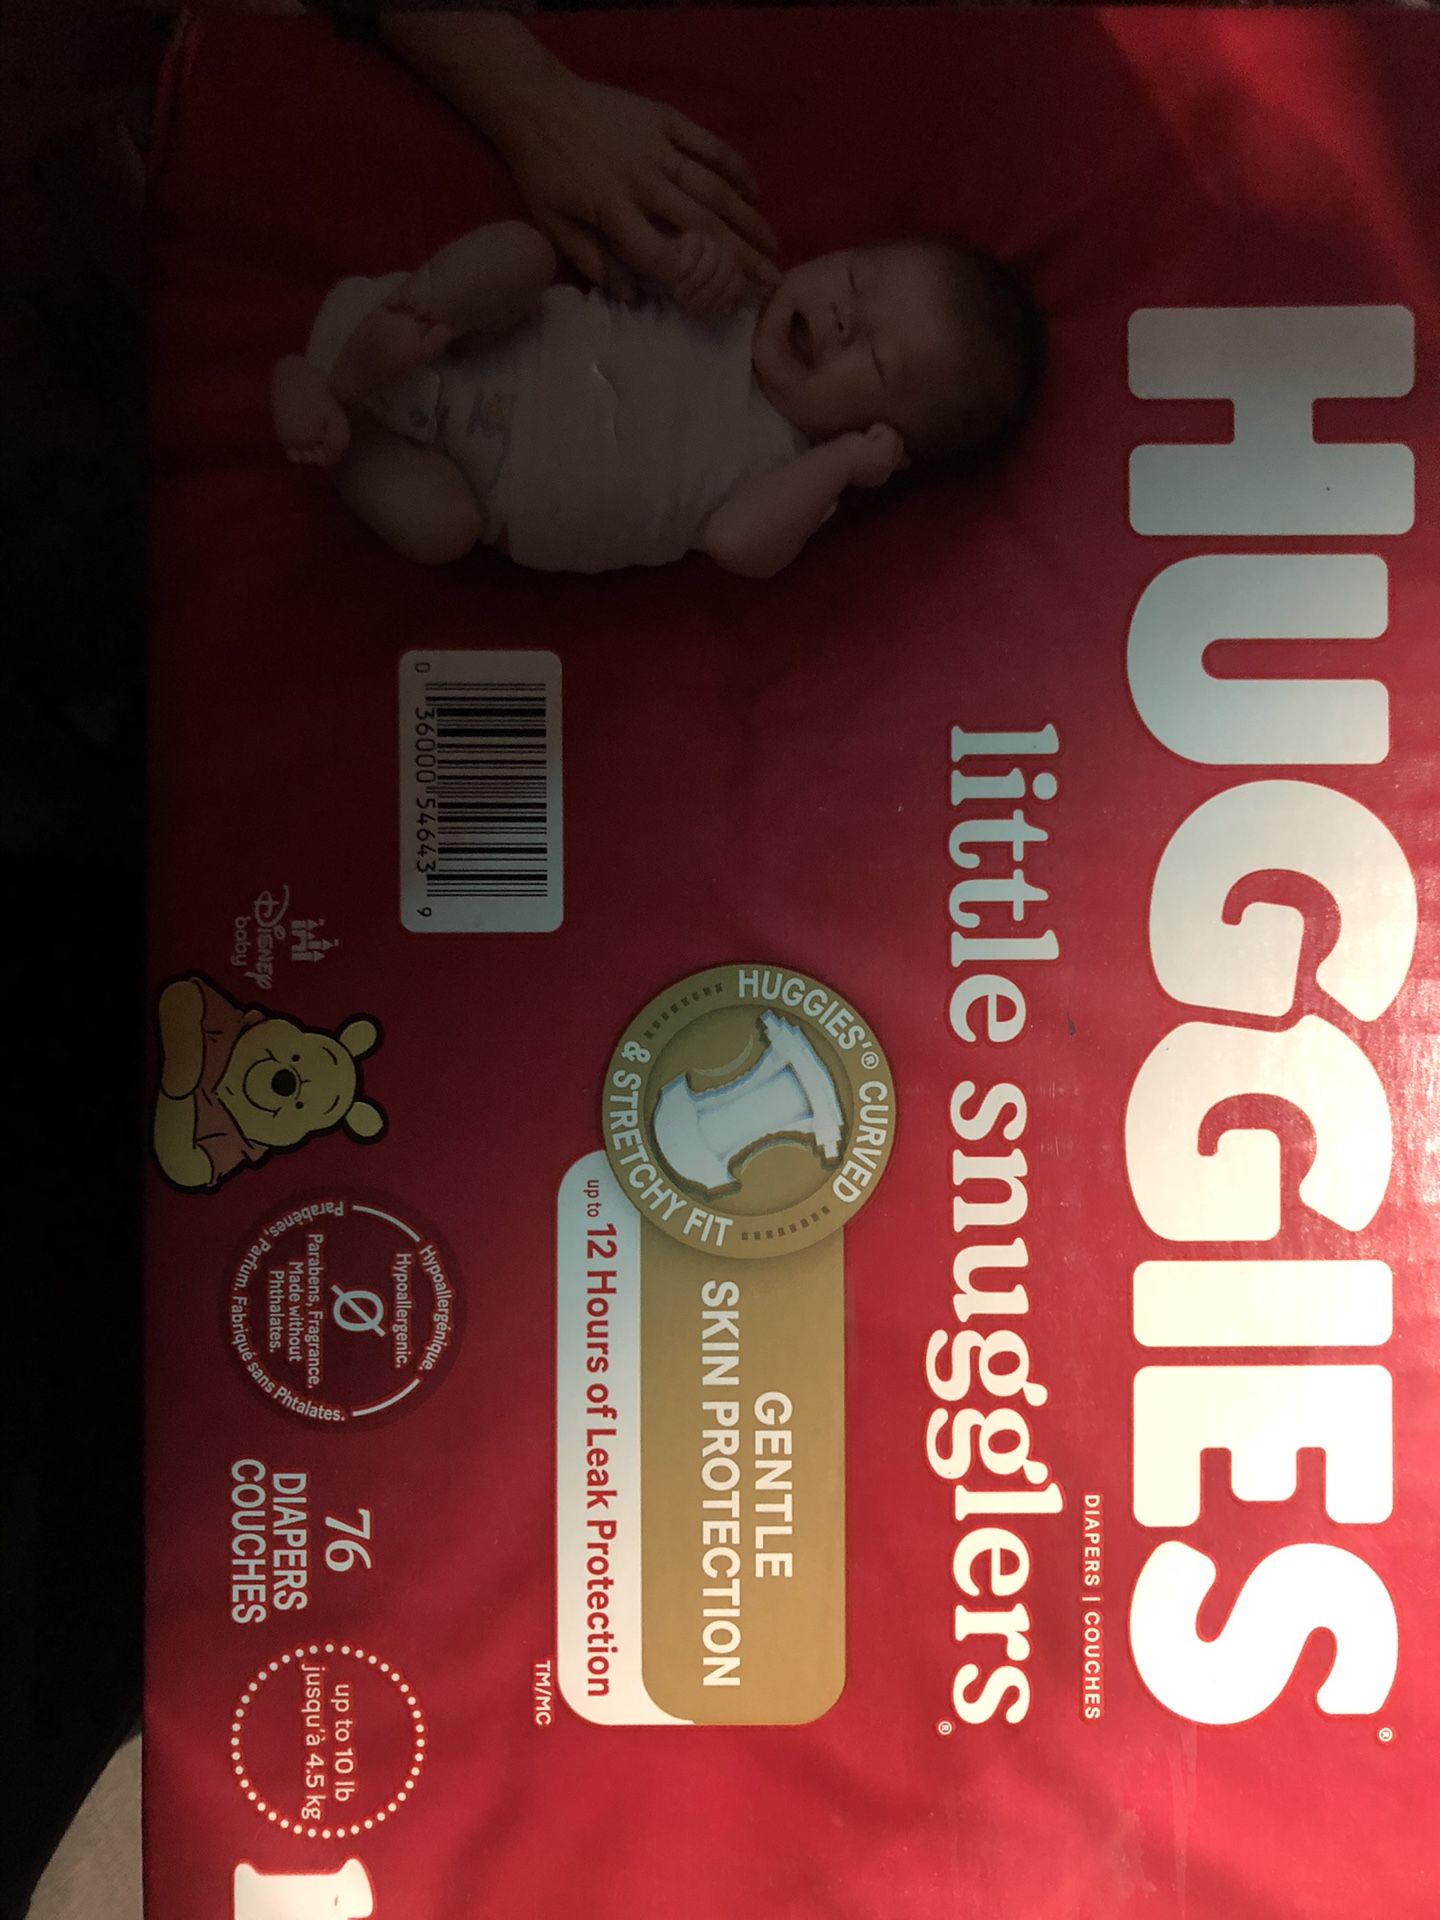 HUGGIES®
DIAPERS | COUCHES
little snugglers®
HUGGIES'® CURVED
& STRETCHY FIT
GENTLE
SKIN PROTECTION
up to 12 Hours of Leak Protection
TM/MC
0 36000 54643 9
Disney
baby
Hypoallergénique.
Hypoallergenic.
Ø
Parabens, Fragrance.
Made without
Phthalates.
Parabènes, Parfum. Fabriqué sans Phtalates.
76
DIAPERS
COUCHES
up to 10 lb
jusqu'à 4.5 kg
1